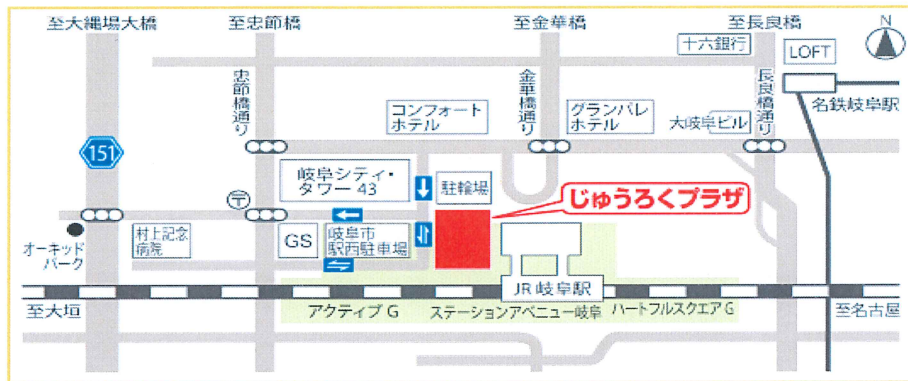 至大縄場大橋
至忠節橋
至金華橋
至長良橋
N
十六銀行
LOFT
忠節橋通り
金華橋通り
長良橋通り
名鉄岐阜駅
コンフォート
ホテル
グランパレ
ホテル
大岐阜ビル
151
岐阜シティ・
タワー43
駐輪場
じゅうろくプラザ
〒
オーキッド
パーク
村上記念
病院
GS
岐阜市
駅西駐車場
JR岐阜駅
至大垣
アクティブG
ステーションアベニュー岐阜
ハートフルスクエアG
至名古屋